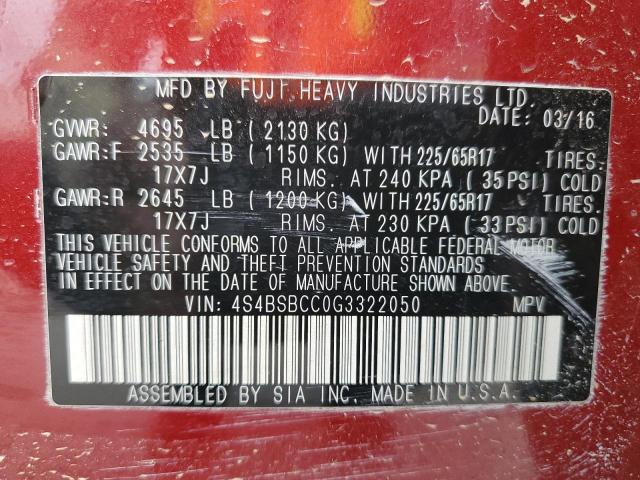 MFD BY FUJI HEAVY INDUSTRIES LTD.
DATE: 03/16
GVWR: 4695 LB (2130 KG)
GAWR:F 2535 LB (1150 KG) WITH 225/65R17 TIRES.
17X7J RIMS. AT 240 KPA (35 PSI) COLD
GAWR:R 2645 LB (1200 KG) WITH 225/65R17 TIRES.
17X7J RIMS. AT 230 KPA (33 PSI) COLD
THIS VEHICLE CONFORMS TO ALL APPLICABLE FEDERAL MOTOR
VEHICLE SAFETY AND THEFT PREVENTION STANDARDS
IN EFFECT ON THE DATE OF MANUFACTURE SHOWN ABOVE.
VIN: 4S4BSBCC0G3322050 MPV
ASSEMBLED BY SIA INC. MADE IN U.S.A.